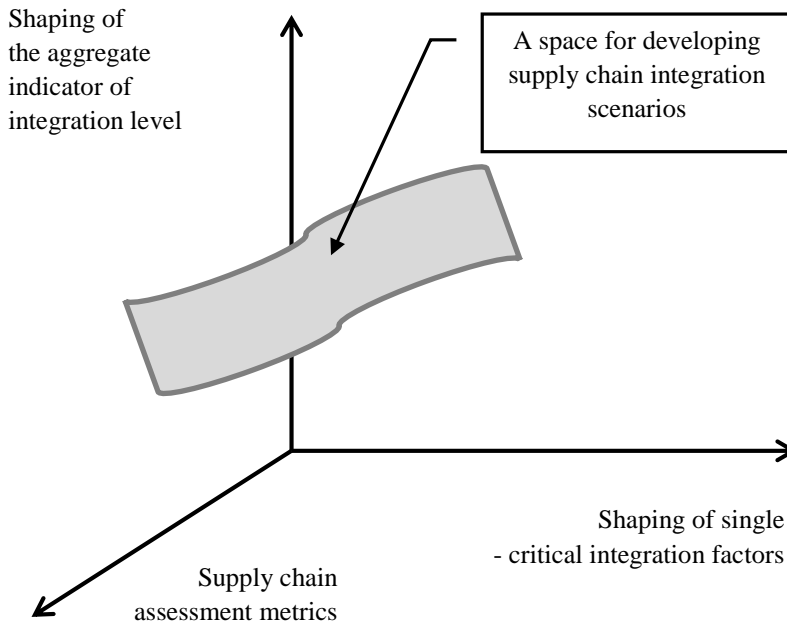 Shaping of
the aggregate
indicator of
integration level
A space for developing
supply chain integration
scenarios
Shaping of single
- critical integration factors
Supply chain
assessment metrics